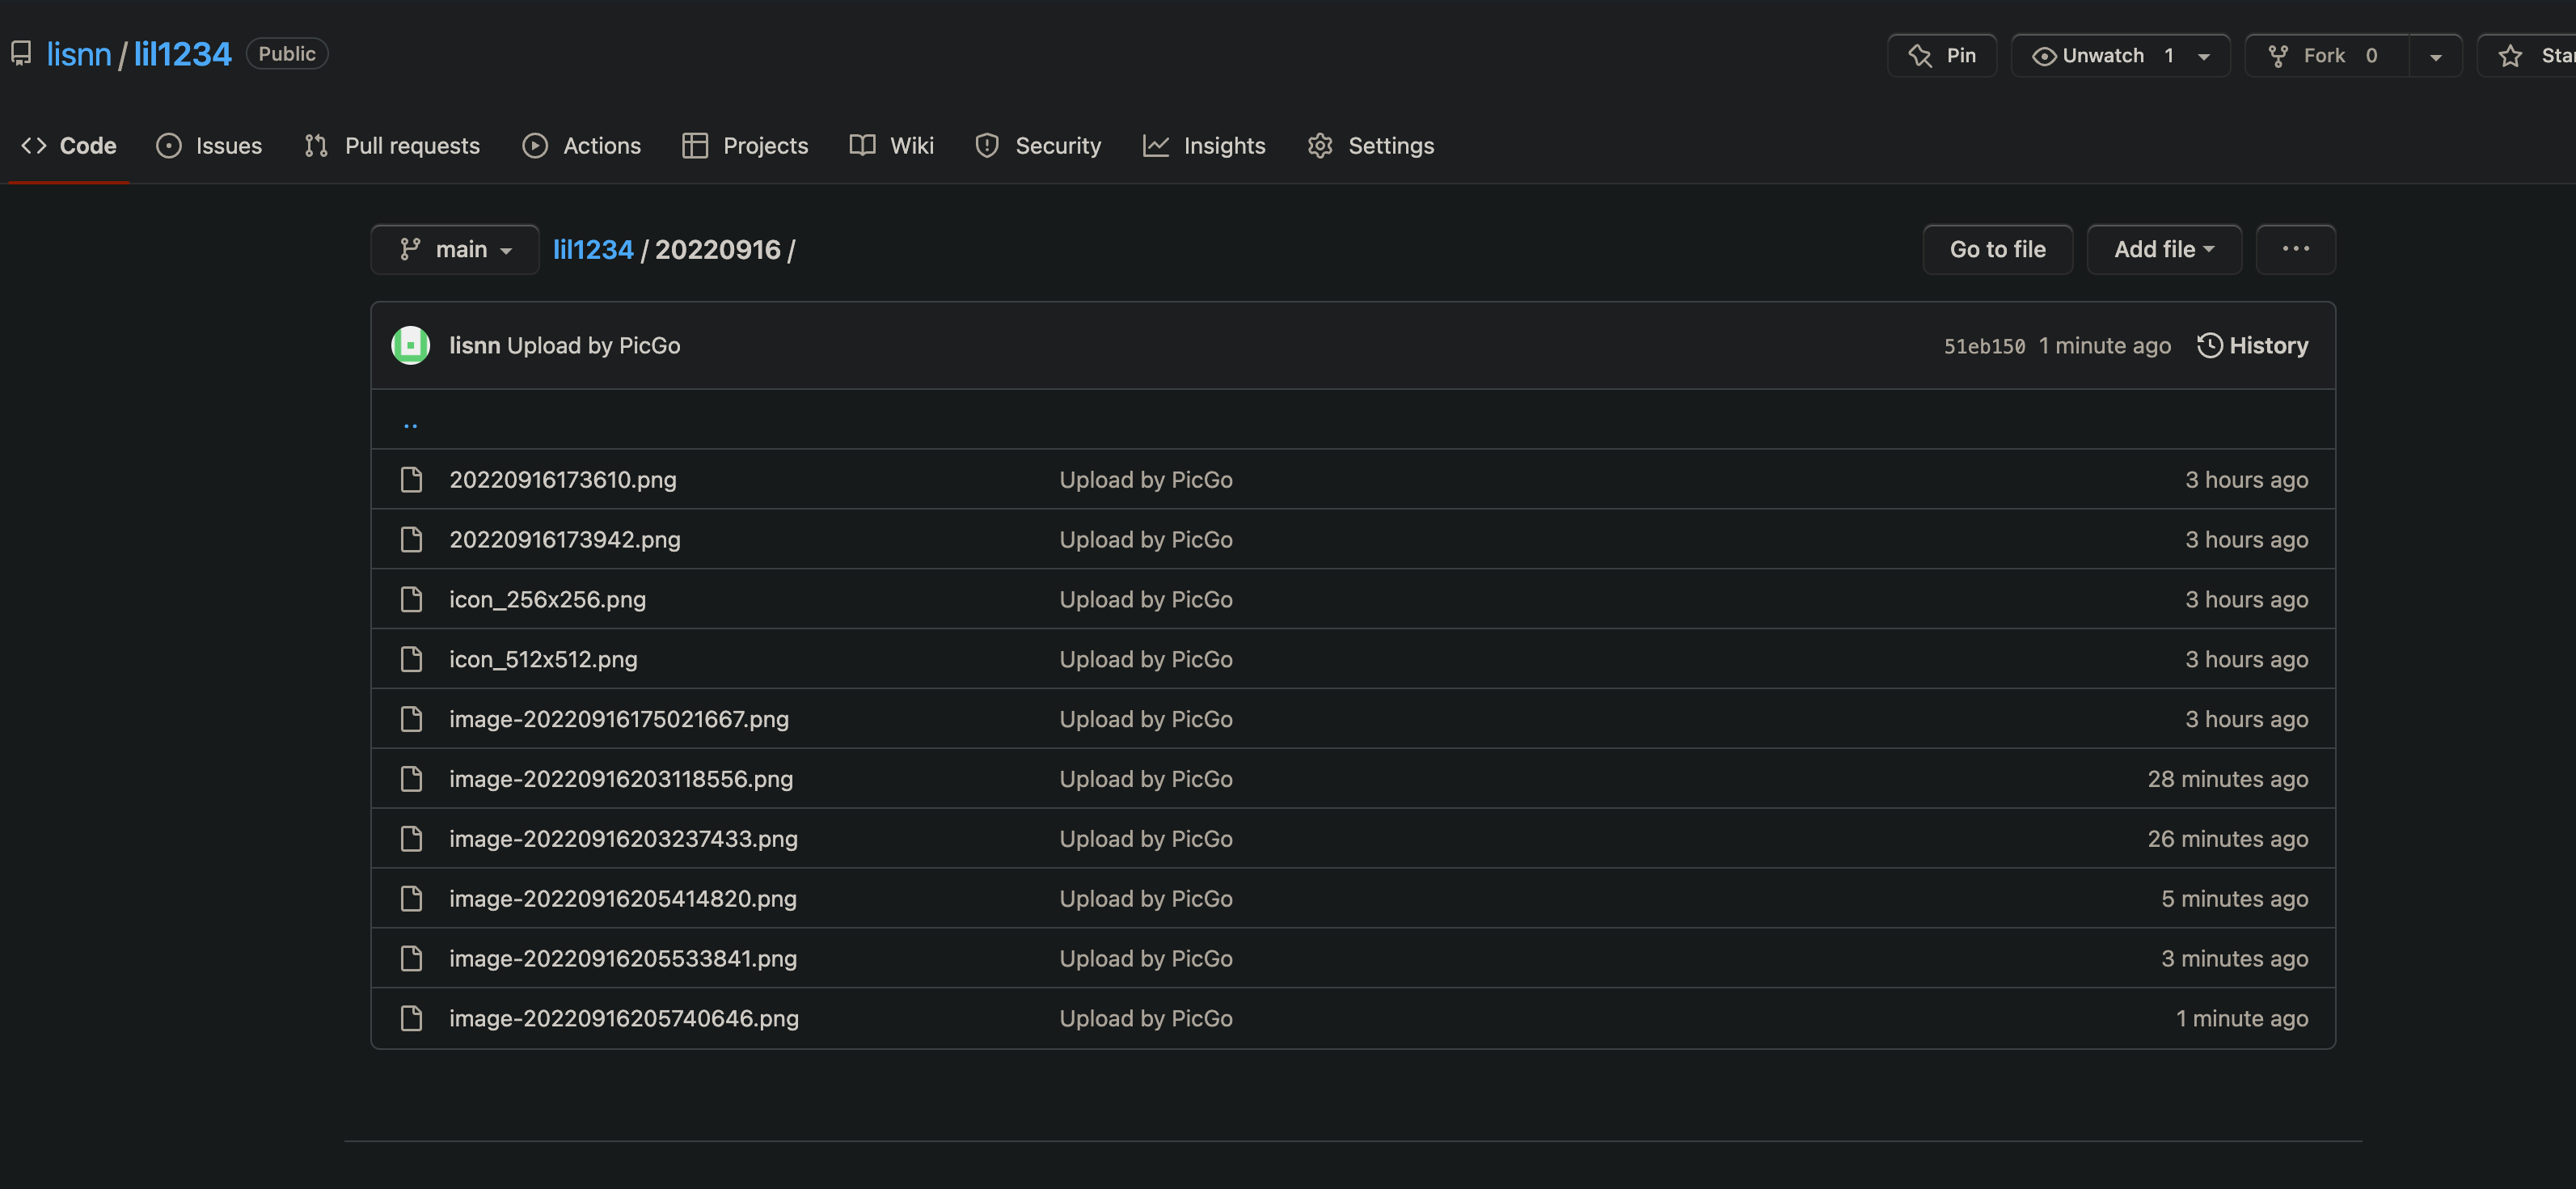 lisnn / lil1234 Public Pin Unwatch 1 Fork 0
Code Issues Pull requests Actions Projects Wiki Security Insights Settings
main lil1234 / 20220916 / Go to file Add file ...
lisnn Upload by PicGo 51eb150 1 minute ago History
..
20220916173610.png Upload by PicGo 3 hours ago
20220916173942.png Upload by PicGo 3 hours ago
icon_256x256.png Upload by PicGo 3 hours ago
icon_512x512.png Upload by PicGo 3 hours ago
image-20220916175021667.png Upload by PicGo 3 hours ago
image-20220916203118556.png Upload by PicGo 28 minutes ago
image-20220916203237433.png Upload by PicGo 26 minutes ago
image-20220916205414820.png Upload by PicGo 5 minutes ago
image-20220916205533841.png Upload by PicGo 3 minutes ago
image-20220916205740646.png Upload by PicGo 1 minute ago